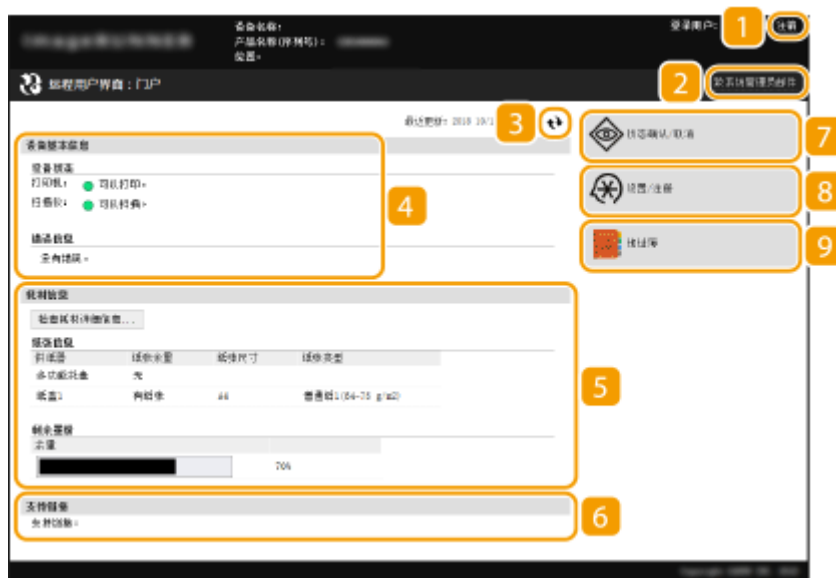 设备名称:
产品名称(序列号):
位置:
登录用户:
1
注销
远程用户界面:门户
2
致系统管理员邮件
最近更新: 2018 10/1
3
设备基本信息
设备状态
打印机: 可以打印。
扫描仪: 可以扫描。
错误信息
没有错误。
4
耗材信息
检查耗材详细信息...
纸张信息
供纸器 纸张余量 纸张尺寸 纸张类型
多功能托盘 无
纸盒1 有纸张 A4 普通纸1(64-75 g/m2)
剩余墨粉
余量
70%
5
支持链接
支持链接:
6
状态确认/取消
7
设置/注册
8
地址簿
9